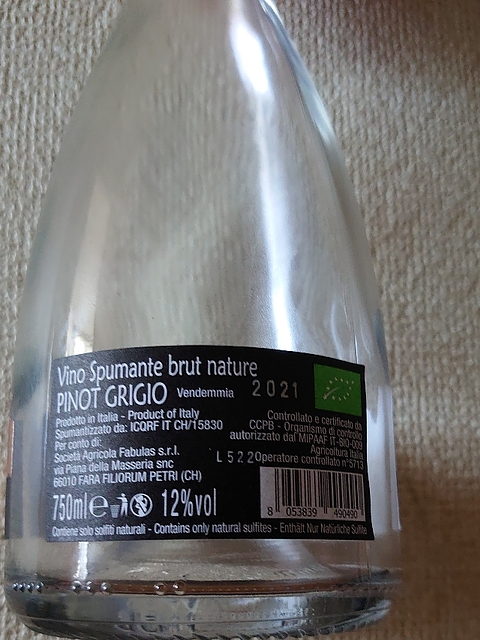 Vino Spumante brut nature
PINOT GRIGIO Vendemmia 2021
Prodotto in Italia - Product of Italy
Spumantizzato da: ICQRF IT CH/15830
Per conto di:
Società Agricola Fabulas s.r.l.
via Piana della Masseria snc
66010 FARA FILIORUM PETRI (CH)
Controllato e certificato da
CCPB - Organismo di controllo
autorizzato dal MIPAAF IT-BIO-009
Agricoltura Italia
L522 Operatore controllato n°5713
750ml e 12%vol
8 053839 490490
Contiene solo solfiti naturali - Contains only natural sulfites - Enthält Nur Natürliche Sulfite